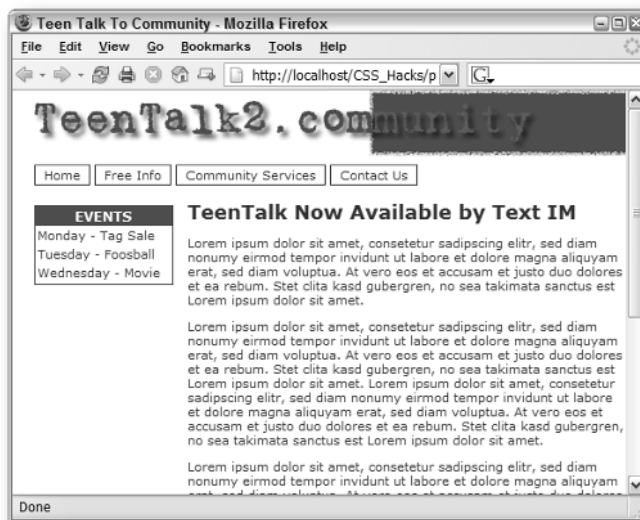 Teen Talk To Community - Mozilla Firefox
File Edit View Go Bookmarks Tools Help
http://localhost/CSS_Hacks/p G
TeenTalk2.community
Home Free Info Community Services Contact Us
EVENTS
Monday - Tag Sale
Tuesday - Foosball
Wednesday - Movie
TeenTalk Now Available by Text IM
Lorem ipsum dolor sit amet, consetetur sadipscing elitr, sed diam
nonumy eirmod tempor invidunt ut labore et dolore magna aliquyam
erat, sed diam voluptua. At vero eos et accusam et justo duo dolores
et ea rebum. Stet clita kasd gubergren, no sea takimata sanctus est
Lorem ipsum dolor sit amet.
Lorem ipsum dolor sit amet, consetetur sadipscing elitr, sed diam
nonumy eirmod tempor invidunt ut labore et dolore magna aliquyam
erat, sed diam voluptua. At vero eos et accusam et justo duo dolores
et ea rebum. Stet clita kasd gubergren, no sea takimata sanctus est
Lorem ipsum dolor sit amet. Lorem ipsum dolor sit amet, consetetur
sadipscing elitr, sed diam nonumy eirmod tempor invidunt ut labore
et dolore magna aliquyam erat, sed diam voluptua. At vero eos et
accusam et justo duo dolores et ea rebum. Stet clita kasd gubergren,
no sea takimata sanctus est Lorem ipsum dolor sit amet.
Lorem ipsum dolor sit amet, consetetur sadipscing elitr, sed diam
nonumy eirmod tempor invidunt ut labore et dolore magna aliquyam
Done